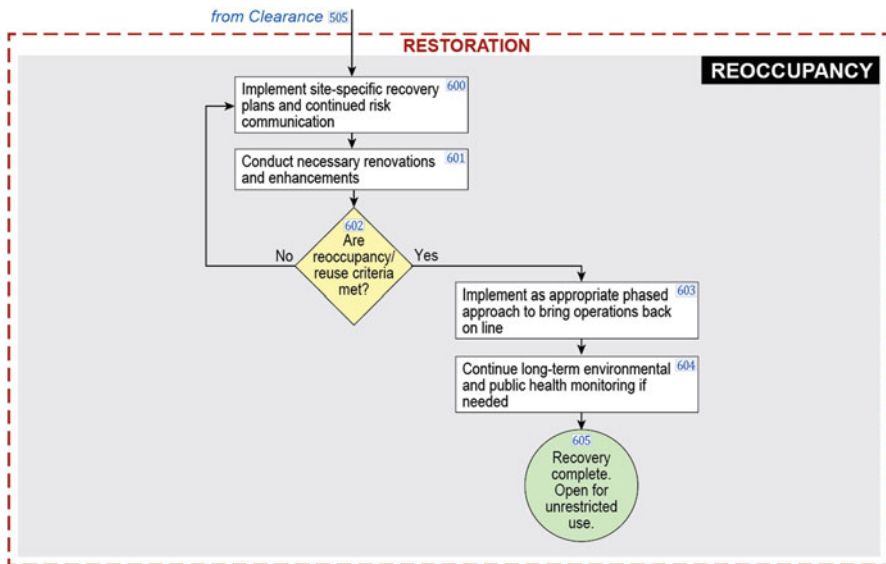 from Clearance 505
RESTORATION
REOCCUPANCY
Implement site-specific recovery 600
plans and continued risk
communication
Conduct necessary renovations 601
and enhancements
602
Are
reoccupancy/
reuse criteria
met?
No
Yes
Implement as appropriate phased 603
approach to bring operations back
on line
Continue long-term environmental 604
and public health monitoring if
needed
605
Recovery
complete.
Open for
unrestricted
use.